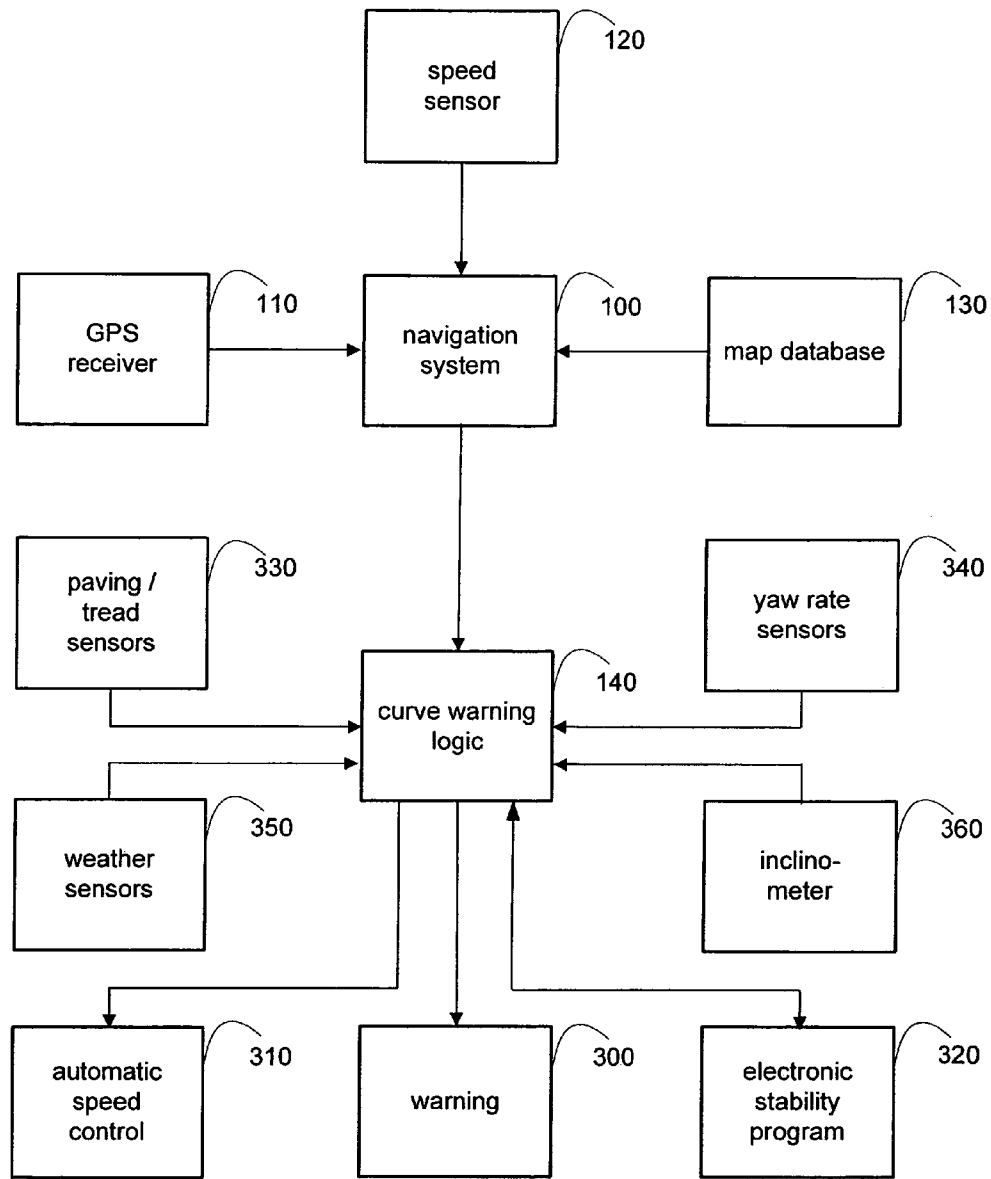 120
speed
sensor
110
GPS
receiver
100
navigation
system
130
map database
330
paving /
tread
sensors
340
yaw rate
sensors
140
curve warning
logic
350
weather
sensors
360
inclino-
meter
310
automatic
speed
control
300
warning
320
electronic
stability
program